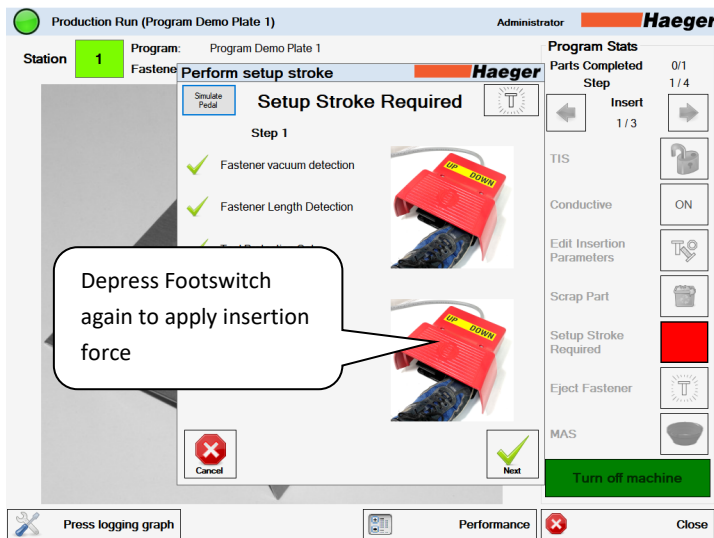 Production Run (Program Demo Plate 1)
Administrator
Haeger
Station
1
Program:
Program Demo Plate 1
Fastene
Perform setup stroke
Haeger
Simulate
Pedal
Setup Stroke Required
Step 1
Fastener vacuum detection
Fastener Length Detection
UP DOWN
Depress Footswitch
again to apply insertion
force
UP DOWN
Cancel
Next
Program Stats
Parts Completed
0/1
Step
1/4
Insert
1/3
TIS
Conductive
ON
Edit Insertion
Parameters
Scrap Part
Setup Stroke
Required
Eject Fastener
MAS
Turn off machine
Press logging graph
Performance
Close